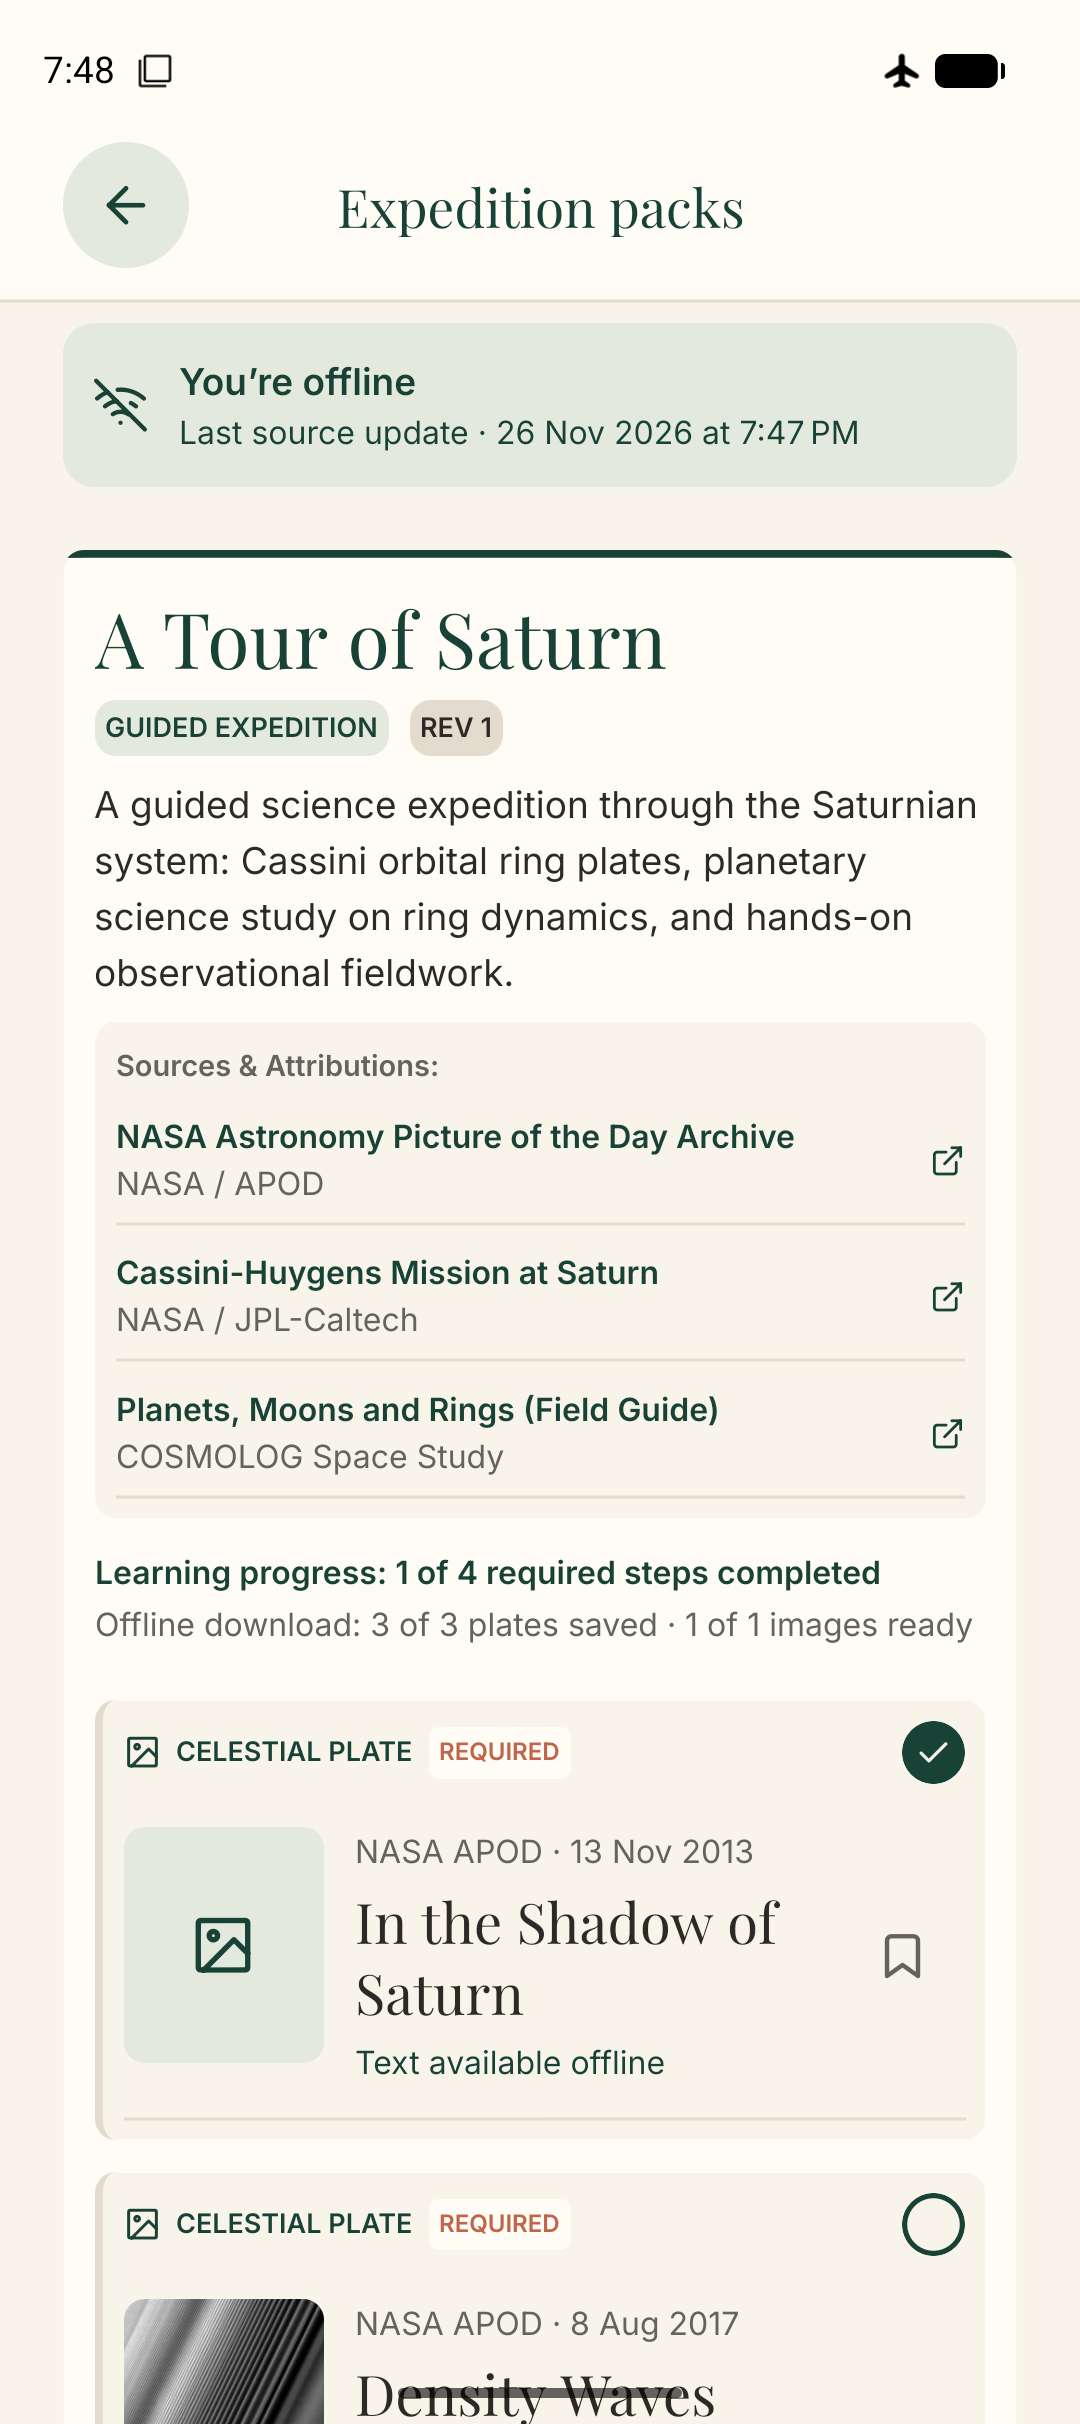 7:48
Expedition packs
You’re offline
Last source update · 26 Nov 2026 at 7:47 PM
A Tour of Saturn
GUIDED EXPEDITION REV 1
A guided science expedition through the Saturnian
system: Cassini orbital ring plates, planetary
science study on ring dynamics, and hands-on
observational fieldwork.
Sources & Attributions:
NASA Astronomy Picture of the Day Archive
NASA / APOD
Cassini-Huygens Mission at Saturn
NASA / JPL-Caltech
Planets, Moons and Rings (Field Guide)
COSMOLOG Space Study
Learning progress: 1 of 4 required steps completed
Offline download: 3 of 3 plates saved · 1 of 1 images ready
CELESTIAL PLATE REQUIRED
NASA APOD · 13 Nov 2013
In the Shadow of
Saturn
Text available offline
CELESTIAL PLATE REQUIRED
NASA APOD · 8 Aug 2017
Density Waves